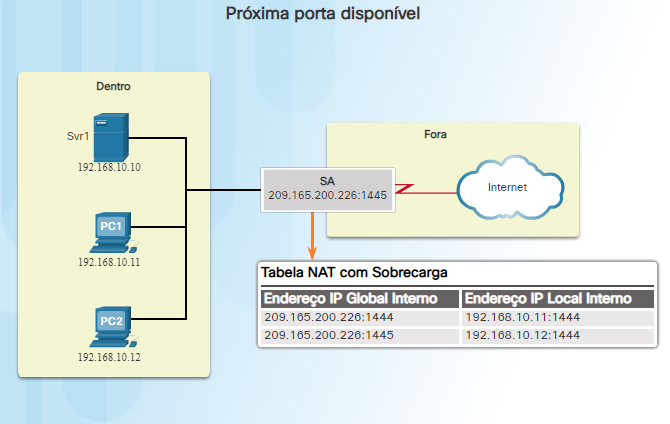 Próxima porta disponível
Dentro
Svr1
192.168.10.10
PC1
192.168.10.11
PC2
192.168.10.12
Fora
SA
209.165.200.226:1445
Internet
Tabela NAT com Sobrecarga
Endereço IP Global Interno Endereço IP Local Interno
209.165.200.226:1444 192.168.10.11:1444
209.165.200.226:1445 192.168.10.12:1444